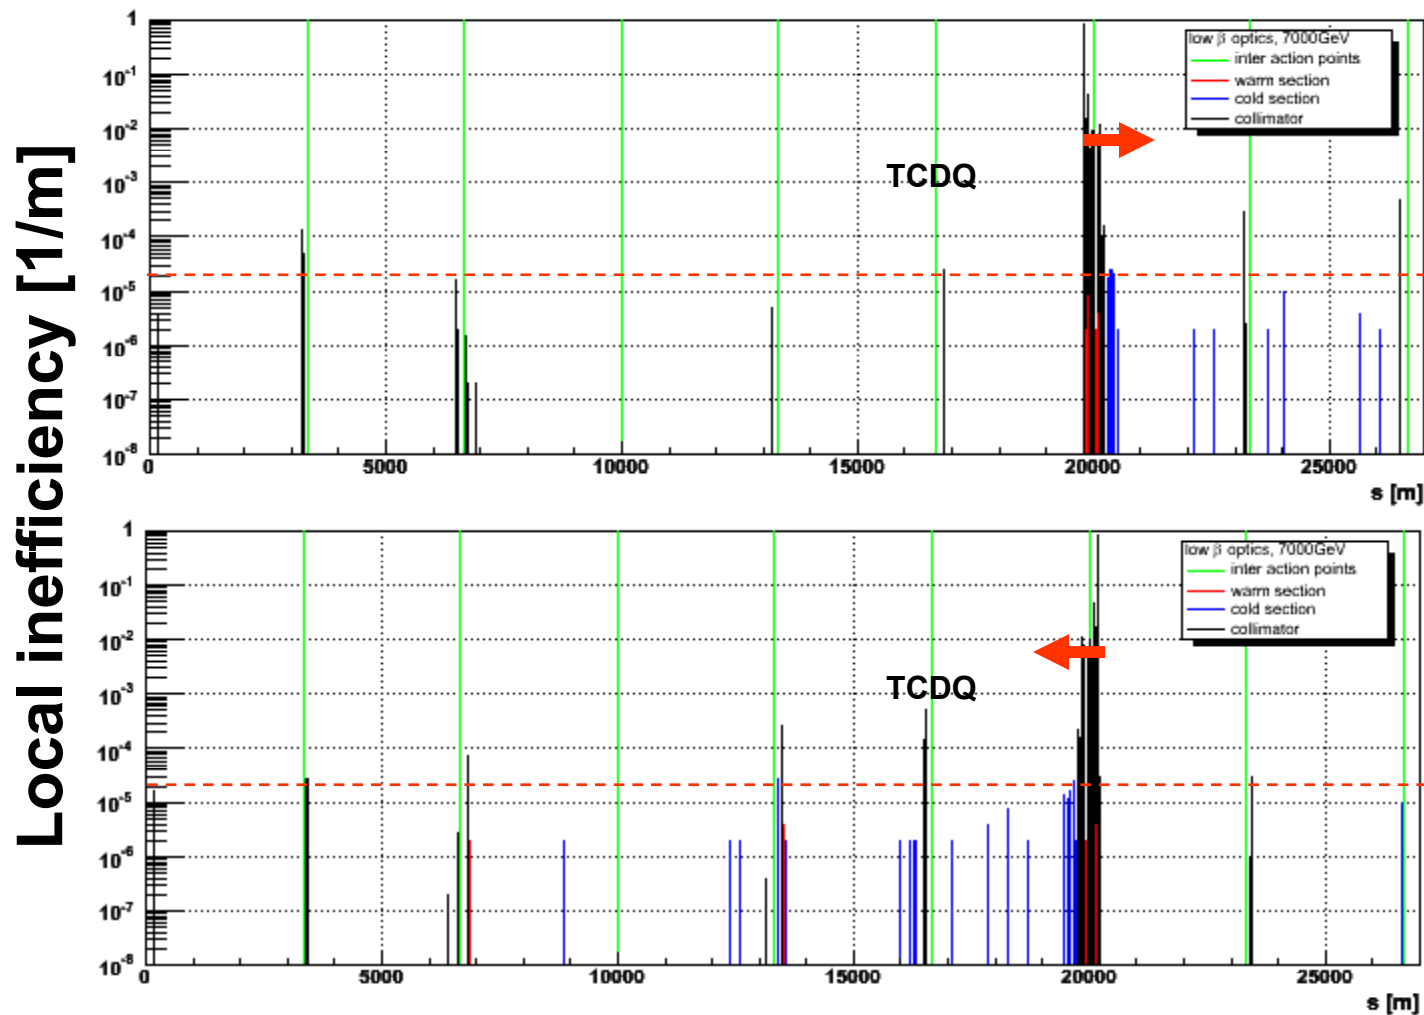 Local inefficiency [1/m]
1
10⁻¹
10⁻²
10⁻³
10⁻⁴
10⁻⁵
10⁻⁶
10⁻⁷
10⁻⁸
low β optics, 7000GeV
inter action points
warm section
cold section
collimator
TCDQ
0 5000 10000 15000 20000 25000
s [m]
1
10⁻¹
10⁻²
10⁻³
10⁻⁴
10⁻⁵
10⁻⁶
10⁻⁷
10⁻⁸
low β optics, 7000GeV
inter action points
warm section
cold section
collimator
TCDQ
0 5000 10000 15000 20000 25000
s [m]